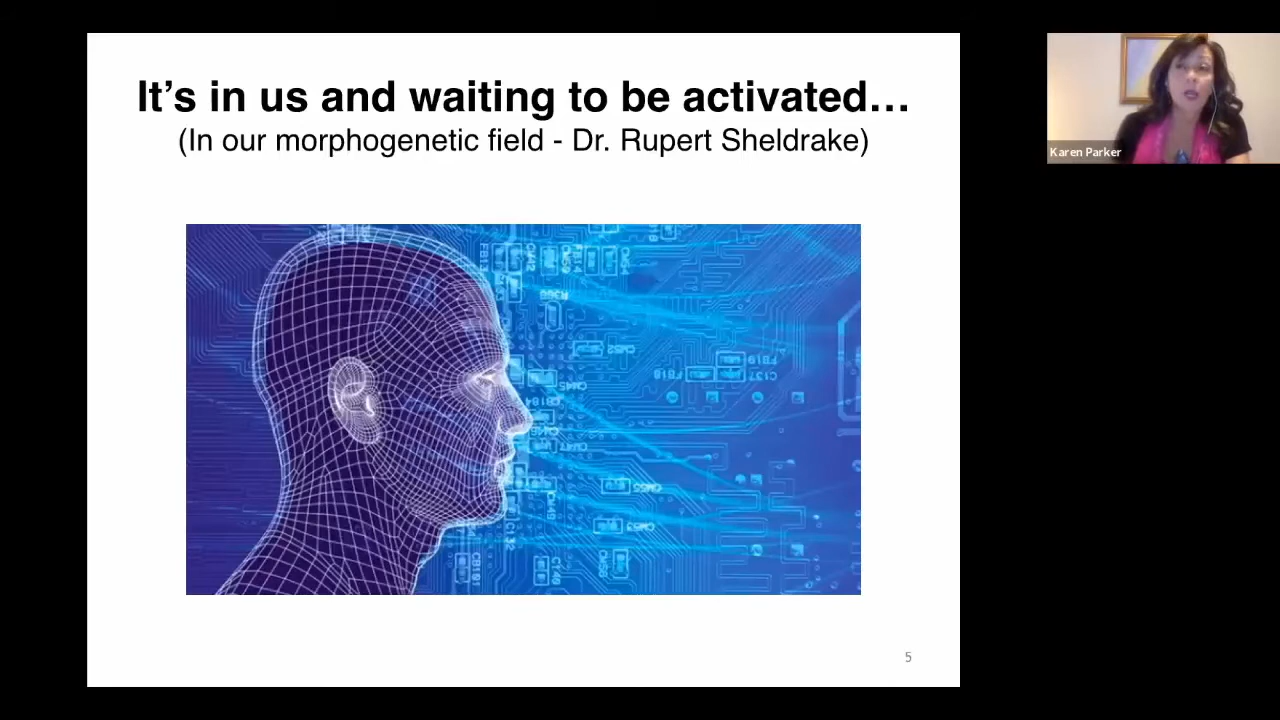 It’s in us and waiting to be activated…
(In our morphogenetic field - Dr. Rupert Sheldrake)
Karen Parker
5